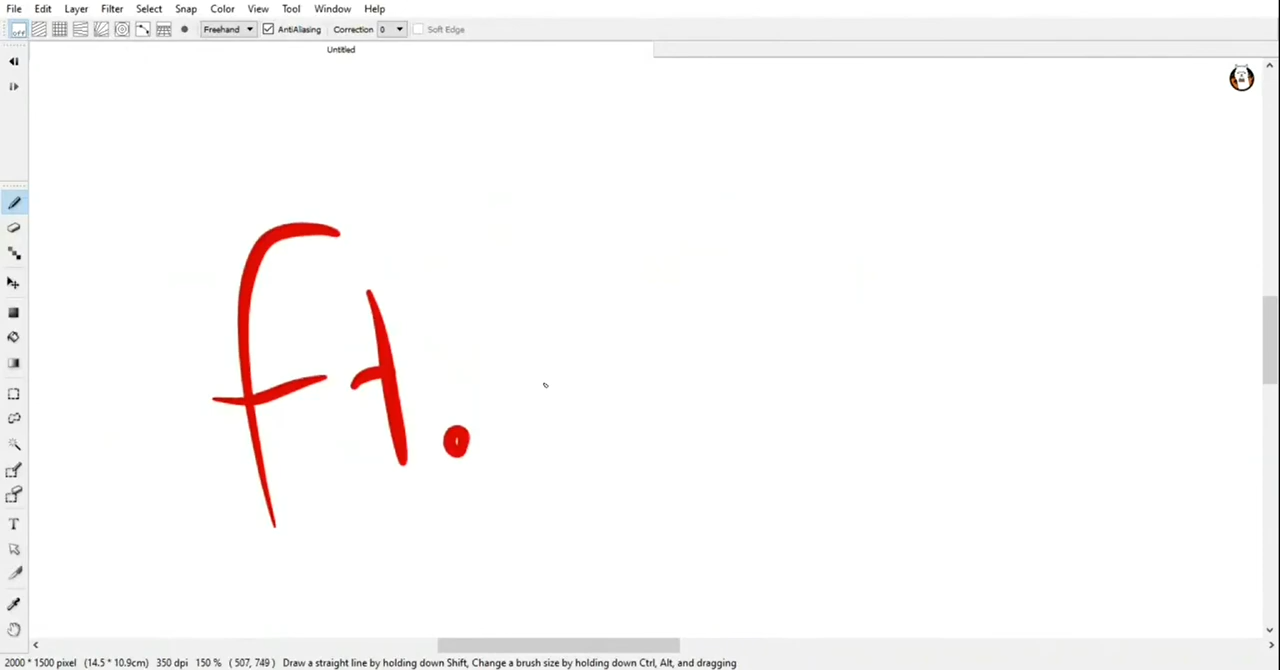 File Edit Layer Filter Select Snap Color View Tool Window Help
off Freehand AntiAliasing Correction 0 Soft Edge
Untitled
ft.
T
2000 * 1500 pixel (14.5 * 10.9cm) 350 dpi 150 % ( 507, 749 ) Draw a straight line by holding down Shift, Change a brush size by holding down Ctrl, Alt, and dragging